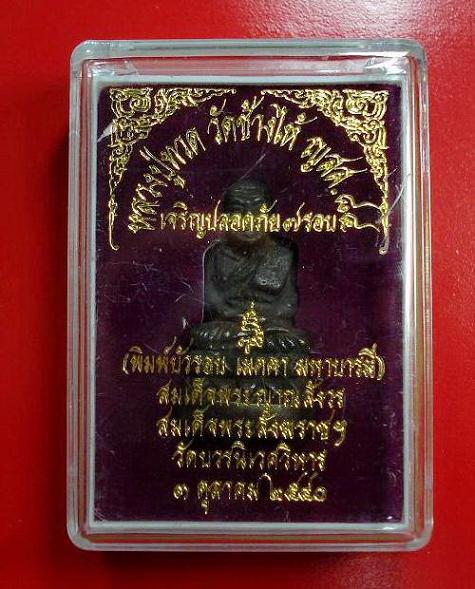 หลวงปู่ทวด วัดช้างให้ ญสส.
เจริญปลอดภัย ๗ รอบ
(พิมพ์บัวรอบ เมตตา มหาบารมี)
สมเด็จพระญาณสังวร
สมเด็จพระสังฆราชฯ
วัดบวรนิเวศวิหาร
๓ ตุลาคม ๒๕๔๐